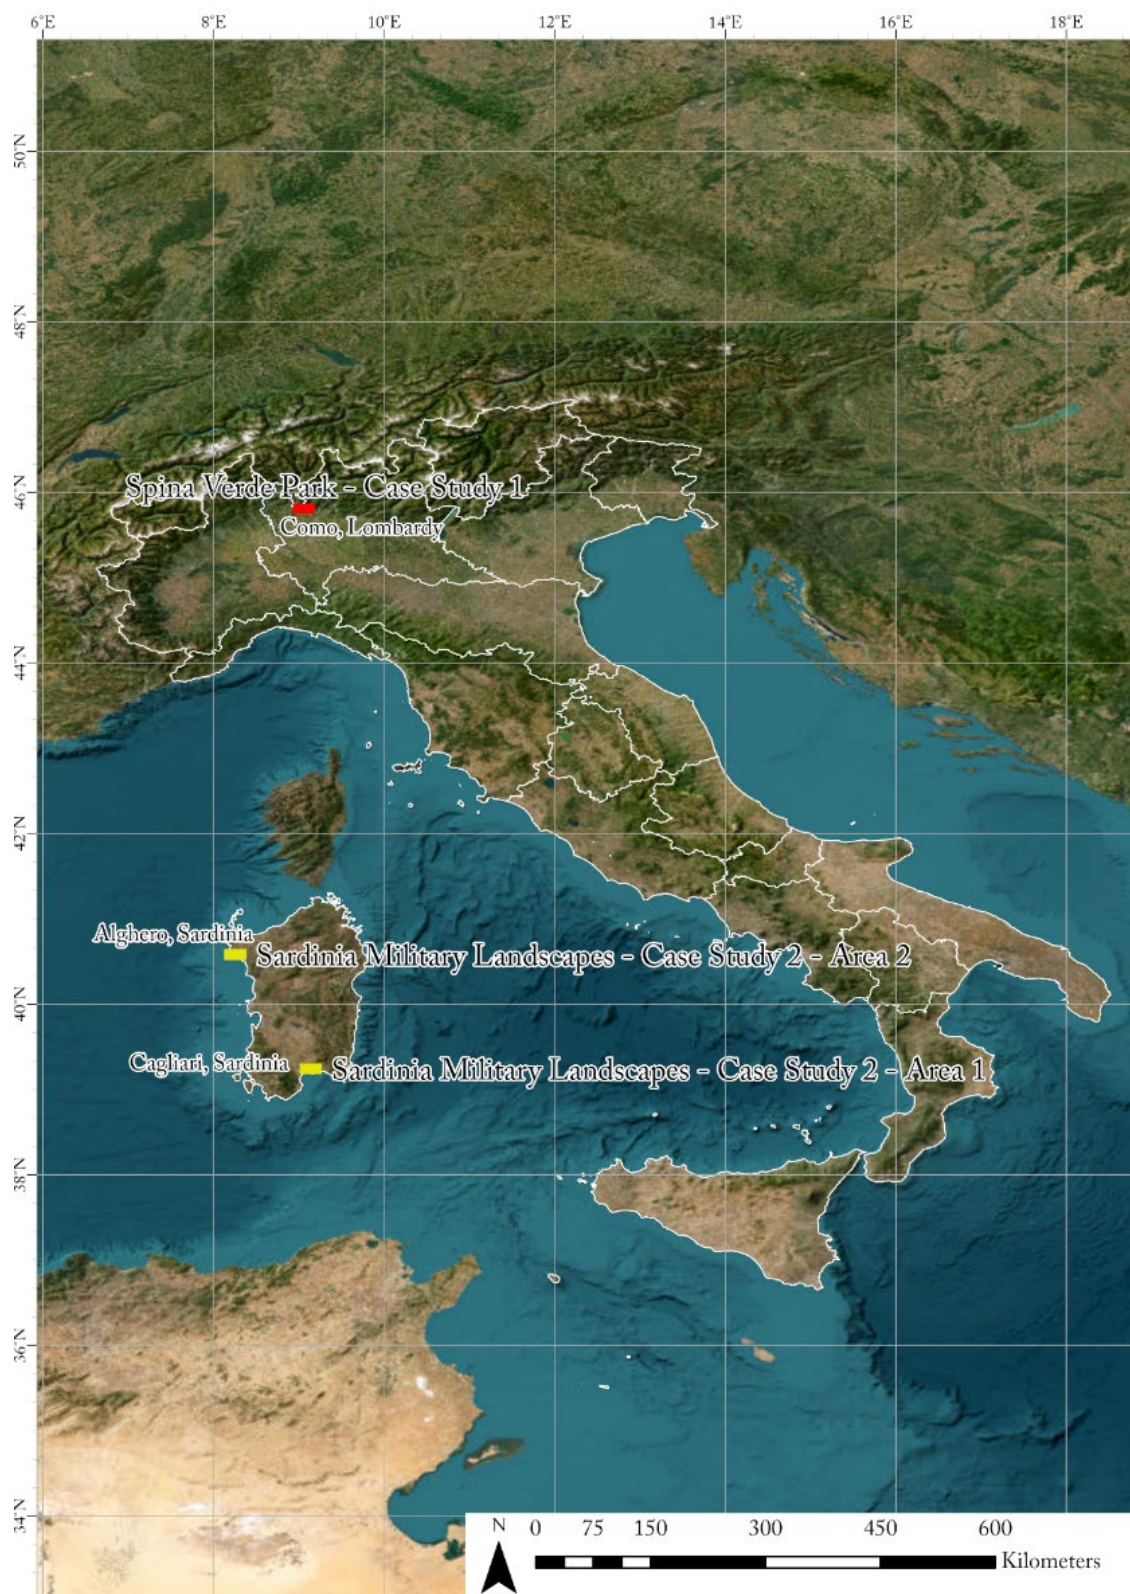 6°E 8°E 10°E 12°E 14°E 16°E 18°E
50°N
48°N
46°N
Spina Verde Park - Case Study 1
Como, Lombardy
44°N
42°N
Alghero, Sardinia
Sardinia Military Landscapes - Case Study 2 - Area 2
40°N
Cagliari, Sardinia
Sardinia Military Landscapes - Case Study 2 - Area 1
38°N
36°N
34°N
N 0 75 150 300 450 600
Kilometers